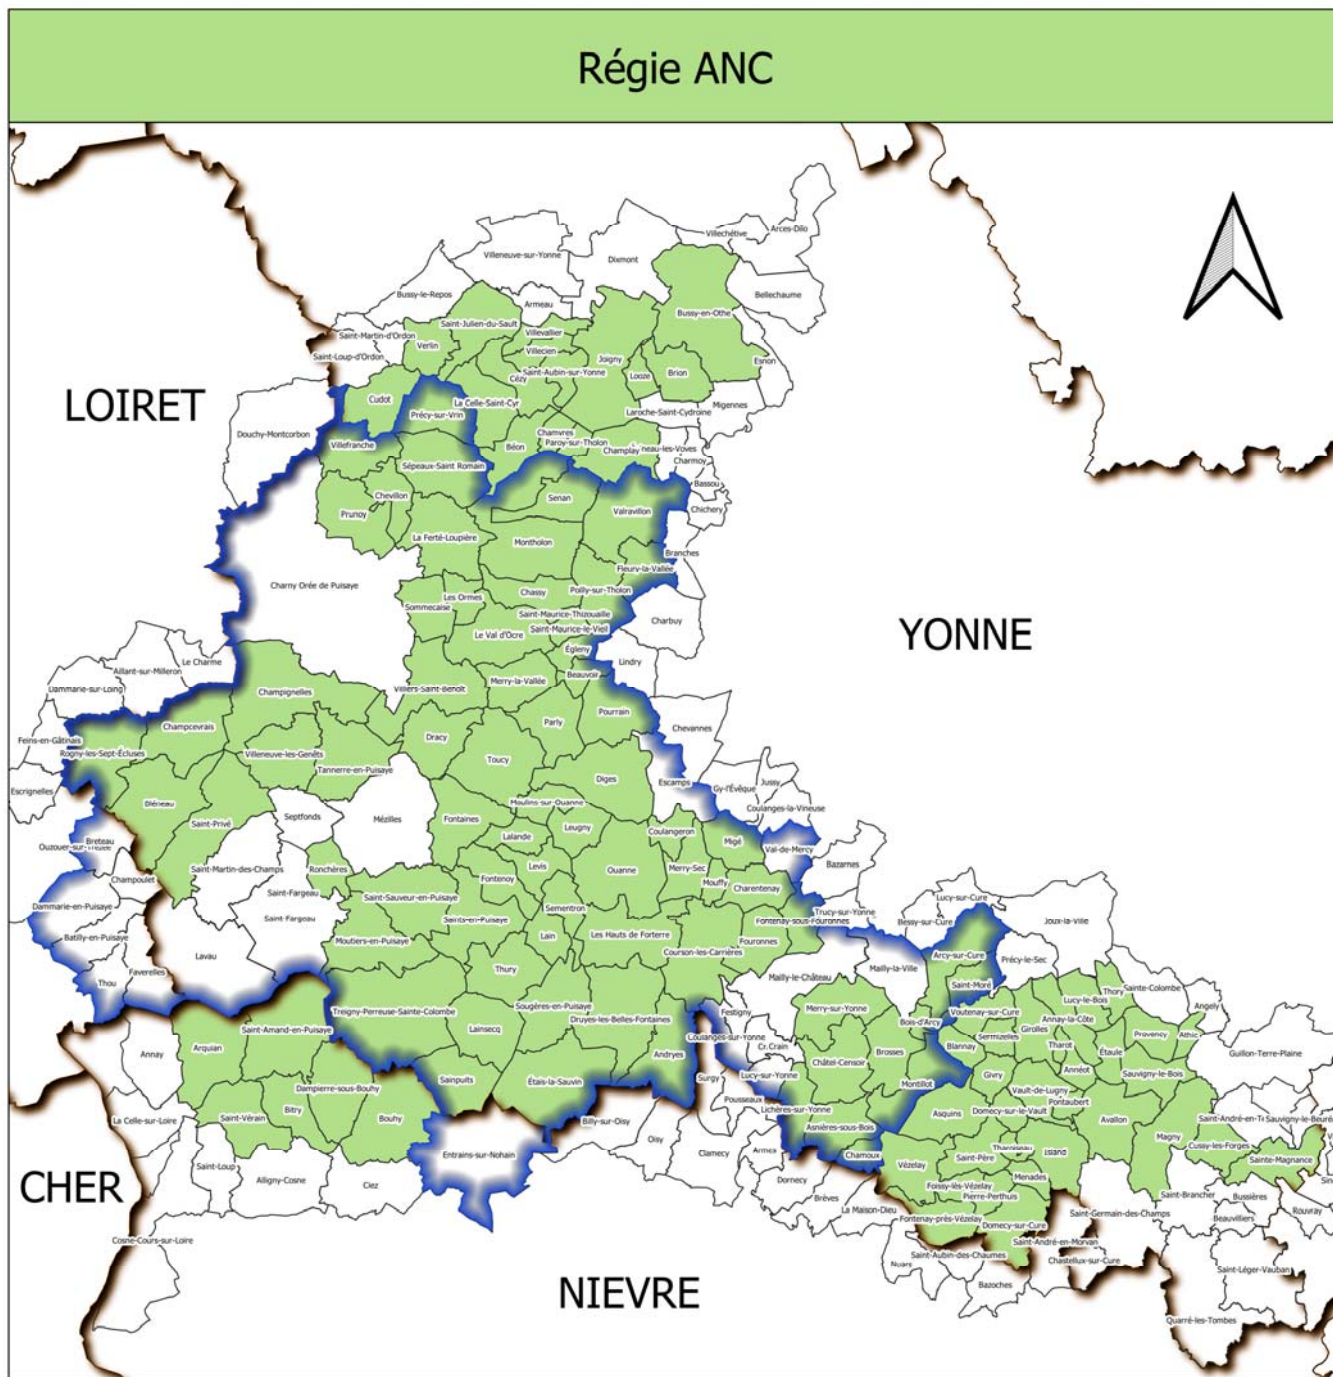 Régie ANC
Arces-Dilo
Villechétive
Villeneuve-sur-Yonne
Dixmont
Bellechaume
Bussy-le-Repos
Armeau
Bussy-en-Othe
Saint-Julien-du-Sault
Saint-Martin-d'Ordon
Villevallier
Verlin
Villecien
Saint-Loup-d'Ordon
Joigny
Esnon
Saint-Aubin-sur-Yonne
Looze
Brion
Cézy
LOIRET
Cudot
La Celle-Saint-Cyr
Migennes
Précy-sur-Vrin
Laroche-Saint-Cydroine
Douchy-Montcorbon
Chamvres
Villefranche
Béon
Paroy-sur-Tholon
Champlay
neau-les-Voves
Charmoy
Sépeaux-Saint Romain
Bassou
Chevillon
Senan
Chichery
Prunoy
Valravillon
La Ferté-Loupière
Montholon
Branches
Fleury-la-Vallée
Charny Orée de Puisaye
Poilly-sur-Tholon
Chassy
Les Ormes
Sommecaise
Saint-Maurice-Thizouaille
Charbuy
Saint-Maurice-le-Vieil
Le Val d'Ocre
YONNE
Égleny
Lindry
Le Charme
Aillant-sur-Milleron
Beauvoir
Merry-la-Vallée
Dammarie-sur-Loing
Villiers-Saint-Benoît
Champignelles
Pourrain
Parly
Champcevrais
Chevannes
Feins-en-Gâtinais
Dracy
Rogny-les-Sept-Écluses
Villeneuve-les-Genêts
Toucy
Tannerre-en-Puisaye
Diges
Escamps
Jussy
Gy-l'Évêque
Escrignelles
Bléneau
Moulins-sur-Ouanne
Coulanges-la-Vineuse
Septfonds
Mézilles
Fontaines
Saint-Privé
Leugny
Coulangeron
Lalande
Migé
Breteau
Ouzouer-sur-Trézée
Val-de-Mercy
Levis
Bazarnes
Saint-Martin-des-Champs
Ronchères
Ouanne
Merry-Sec
Champoulet
Fontenoy
Mouffy
Charentenay
Saint-Fargeau
Saint-Sauveur-en-Puisaye
Lucy-sur-Cure
Dammarie-en-Puisaye
Sementron
Trucy-sur-Yonne
Saint Fargeau
Saints-en-Puisaye
Fontenay-sous-Fouronnes
Bessy-sur-Cure
Joux-la-Ville
Lain
Les Hauts de Forterre
Batilly-en-Puisaye
Moutiers-en-Puisaye
Fouronnes
Courson-les-Carrières
Arcy-sur-Cure
Lavau
Précy-le-Sec
Thury
Mailly-la-Ville
Faverelles
Mailly-le-Château
Thou
Saint-Moré
Sainte-Colombe
Thory
Lucy-le-Bois
Sougères-en-Puisaye
Merry-sur-Yonne
Angely
Treigny-Perreuse-Sainte-Colombe
Festigny
Voutenay-sur-Cure
Druyes-les-Belles-Fontaines
Annay-la-Côte
Bois-d'Arcy
Saint-Amand-en-Puisaye
Lainsecq
Girolles
Provency
Athie
Sermizelles
Coulanges-sur-Yonne
Arquian
Cr.Crain
Blannay
Tharot
Annay
Andryes
Brosses
Étaule
Guillon-Terre-Plaine
Châtel-Censoir
Annéot
Lucy-sur-Yonne
Sainpuits
Étais-la-Sauvin
Surgy
Givry
Sauvigny-le-Bois
Dampierre-sous-Bouhy
Montillot
Vault-de-Lugny
Pousseaux
Pontaubert
Bitry
Lichères-sur-Yonne
Asquins
Domecy-sur-le-Vault
La Celle-sur-Loire
Saint-Vérain
Bouhy
Billy-sur-Oisy
Avallon
Asnières-sous-Bois
Magny
Oisy
Cussy-les-Forges
Entrains-sur-Nohain
Clamecy
Armes
Chamoux
Island
Saint-Père
Sainte-Magnance
Vézelay
Saint-Loup
CHER
Alligny-Cosne
Ciez
Dornecy
Menades
Foissy-lès-Vézelay
Saint-Brancher
Bussières
Brèves
Pierre-Perthuis
La Maison-Dieu
Saint-Germain-des-Champs
Beauvilliers
Rouvray
Fontenay-près-Vézelay
Domecy-sur-Cure
Cosne-Cours-sur-Loire
Saint-André-en-Morvan
Saint-Aubin-des-Chaumes
Chastellux-sur-Cure
Nuars
Saint-Léger-Vauban
Bazoches
NIEVRE
Quarré-les-Tombes